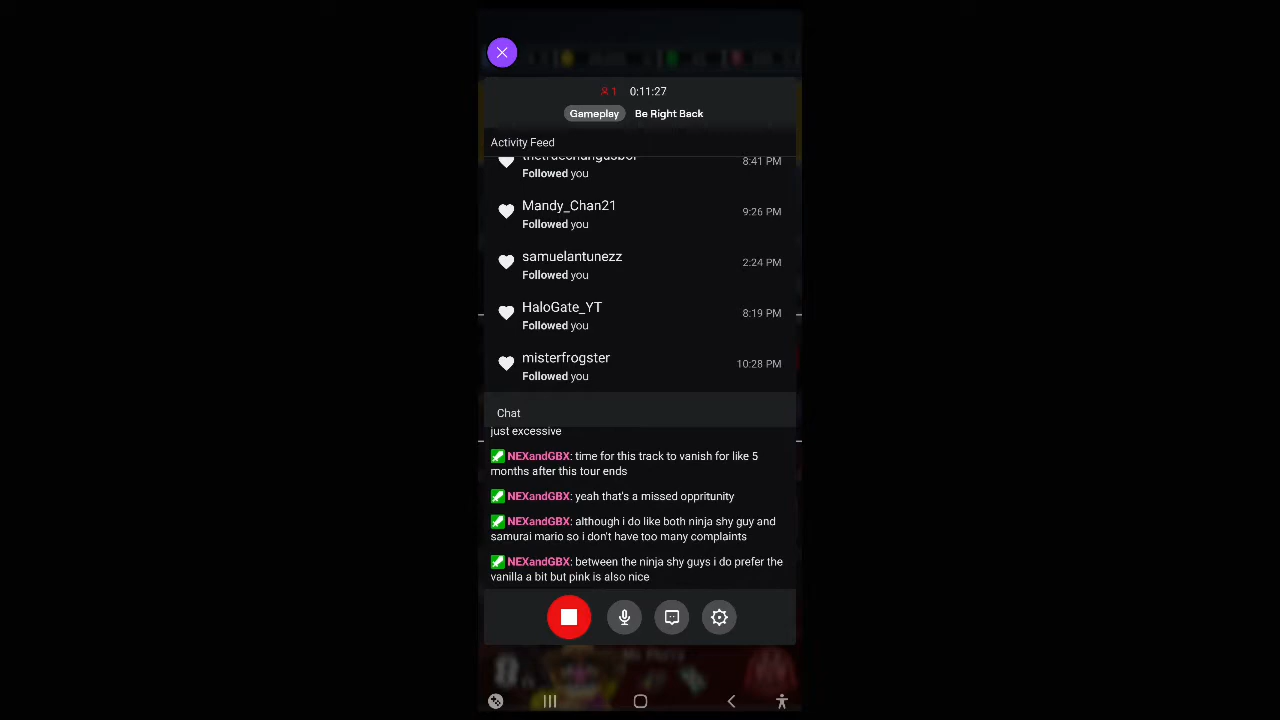 1 0:11:27
Gameplay Be Right Back
Activity Feed
8:41 PM
Followed you
Mandy_Chan21
9:26 PM
Followed you
samuelantunezz
2:24 PM
Followed you
HaloGate_YT
8:19 PM
Followed you
misterfrogster
10:28 PM
Followed you
Chat
just excessive
NEXandGBX: time for this track to vanish for like 5
months after this tour ends
NEXandGBX: yeah that's a missed oppritunity
NEXandGBX: although i do like both ninja shy guy and
samurai mario so i don't have too many complaints
NEXandGBX: between the ninja shy guys i do prefer the
vanilla a bit but pink is also nice